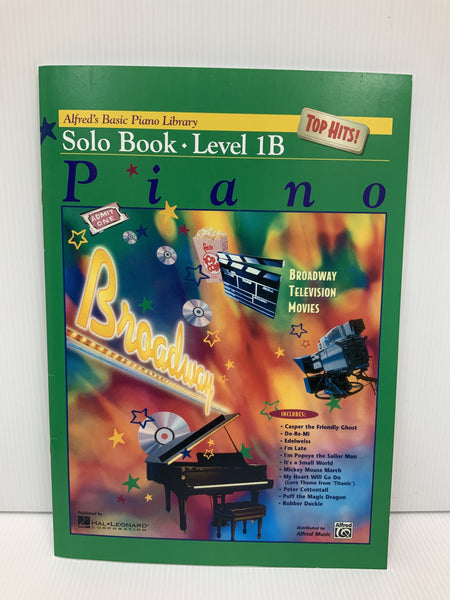 Alfred's Basic Piano Library
TOP HITS!
Solo Book • Level 1B
Piano
ADMIT
ONE
BROADWAY
TELEVISION
MOVIES
Broadway
INCLUDES:
• Casper the Friendly Ghost
• Do-Re-Mi
• Edelweiss
• I'm Late
• I'm Popeye the Sailor Man
• It's a Small World
• Mickey Mouse March
• My Heart Will Go On
(Love Theme from 'Titanic')
• Peter Cottontail
• Puff the Magic Dragon
• Rubber Duckie
Published by
HAL•LEONARD
CORPORATION
Distributed by
Alfred Music
Alfred